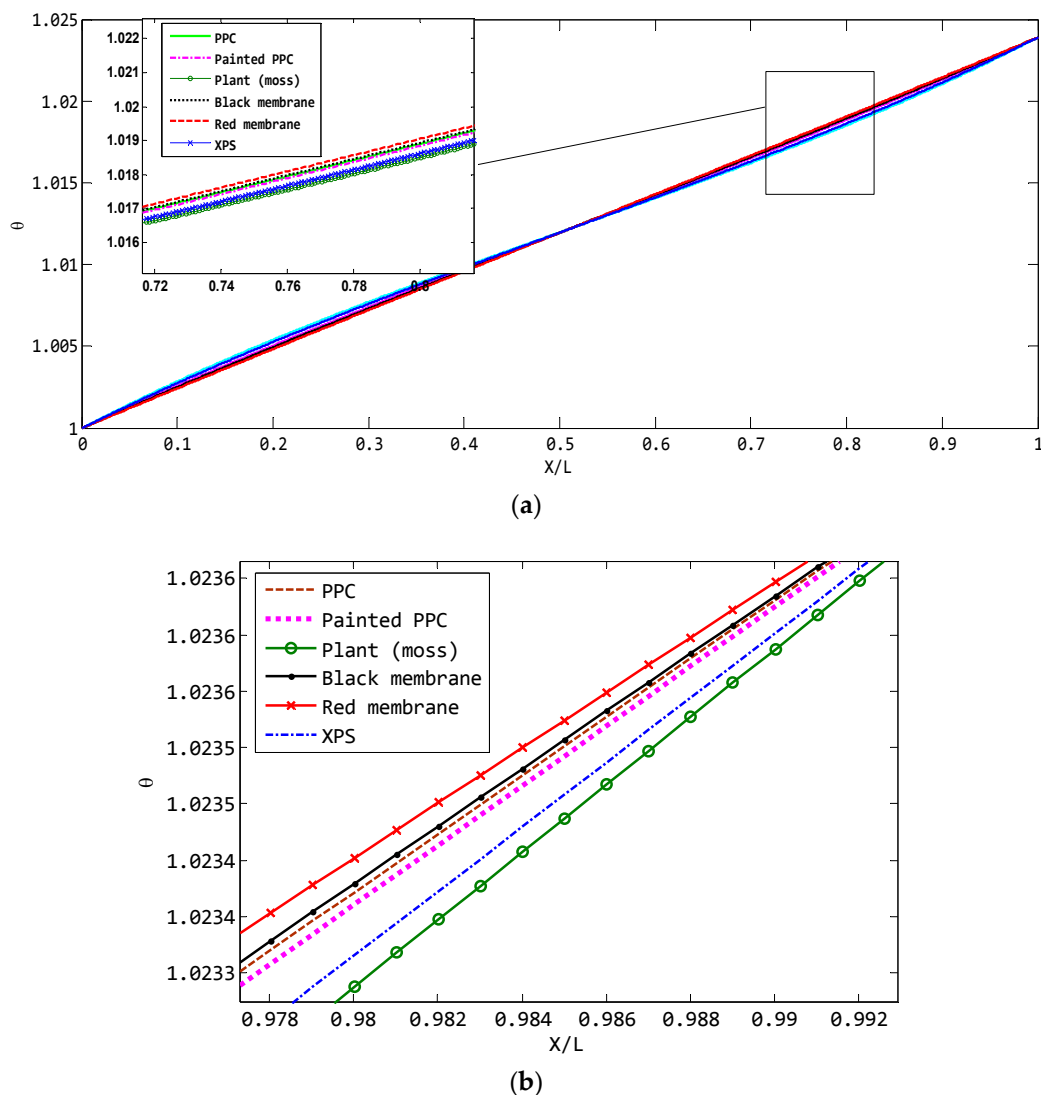 1.025
1.02
1.015
1.01
1.005
1
θ
1.022
1.021
1.02
1.019
1.018
1.017
1.016
PPC
Painted PPC
Plant (moss)
Black membrane
Red membrane
XPS
0.72 0.74 0.76 0.78 0.8
0 0.1 0.2 0.3 0.4 0.5 0.6 0.7 0.8 0.9 1
X/L
(a)
1.0236
1.0236
1.0236
1.0235
1.0235
1.0234
1.0234
1.0233
θ
PPC
Painted PPC
Plant (moss)
Black membrane
Red membrane
XPS
0.978 0.98 0.982 0.984 0.986 0.988 0.99 0.992
X/L
(b)